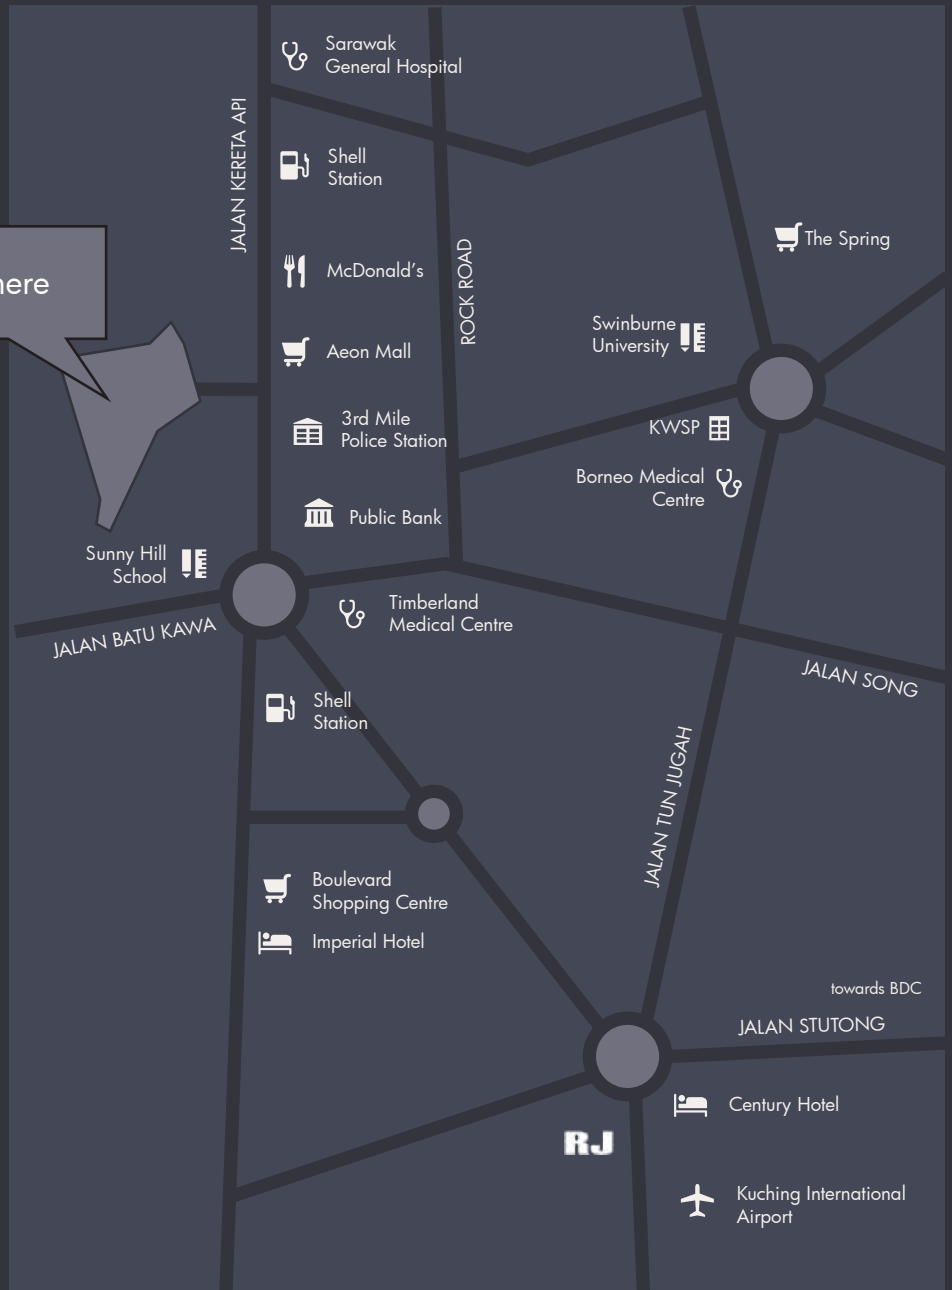 Sarawak
General Hospital
JALAN KERETA API
Shell
Station
ROCK ROAD
The Spring
McDonald's
Swinburne
University
Aeon Mall
3rd Mile
Police Station
KWSP
Borneo Medical
Centre
Public Bank
Sunny Hill
School
Timberland
Medical Centre
JALAN BATU KAWA
JALAN SONG
Shell
Station
JALAN TUN JUGAH
Boulevard
Shopping Centre
Imperial Hotel
towards BDC
JALAN STUTONG
Century Hotel
RJ
Kuching International
Airport